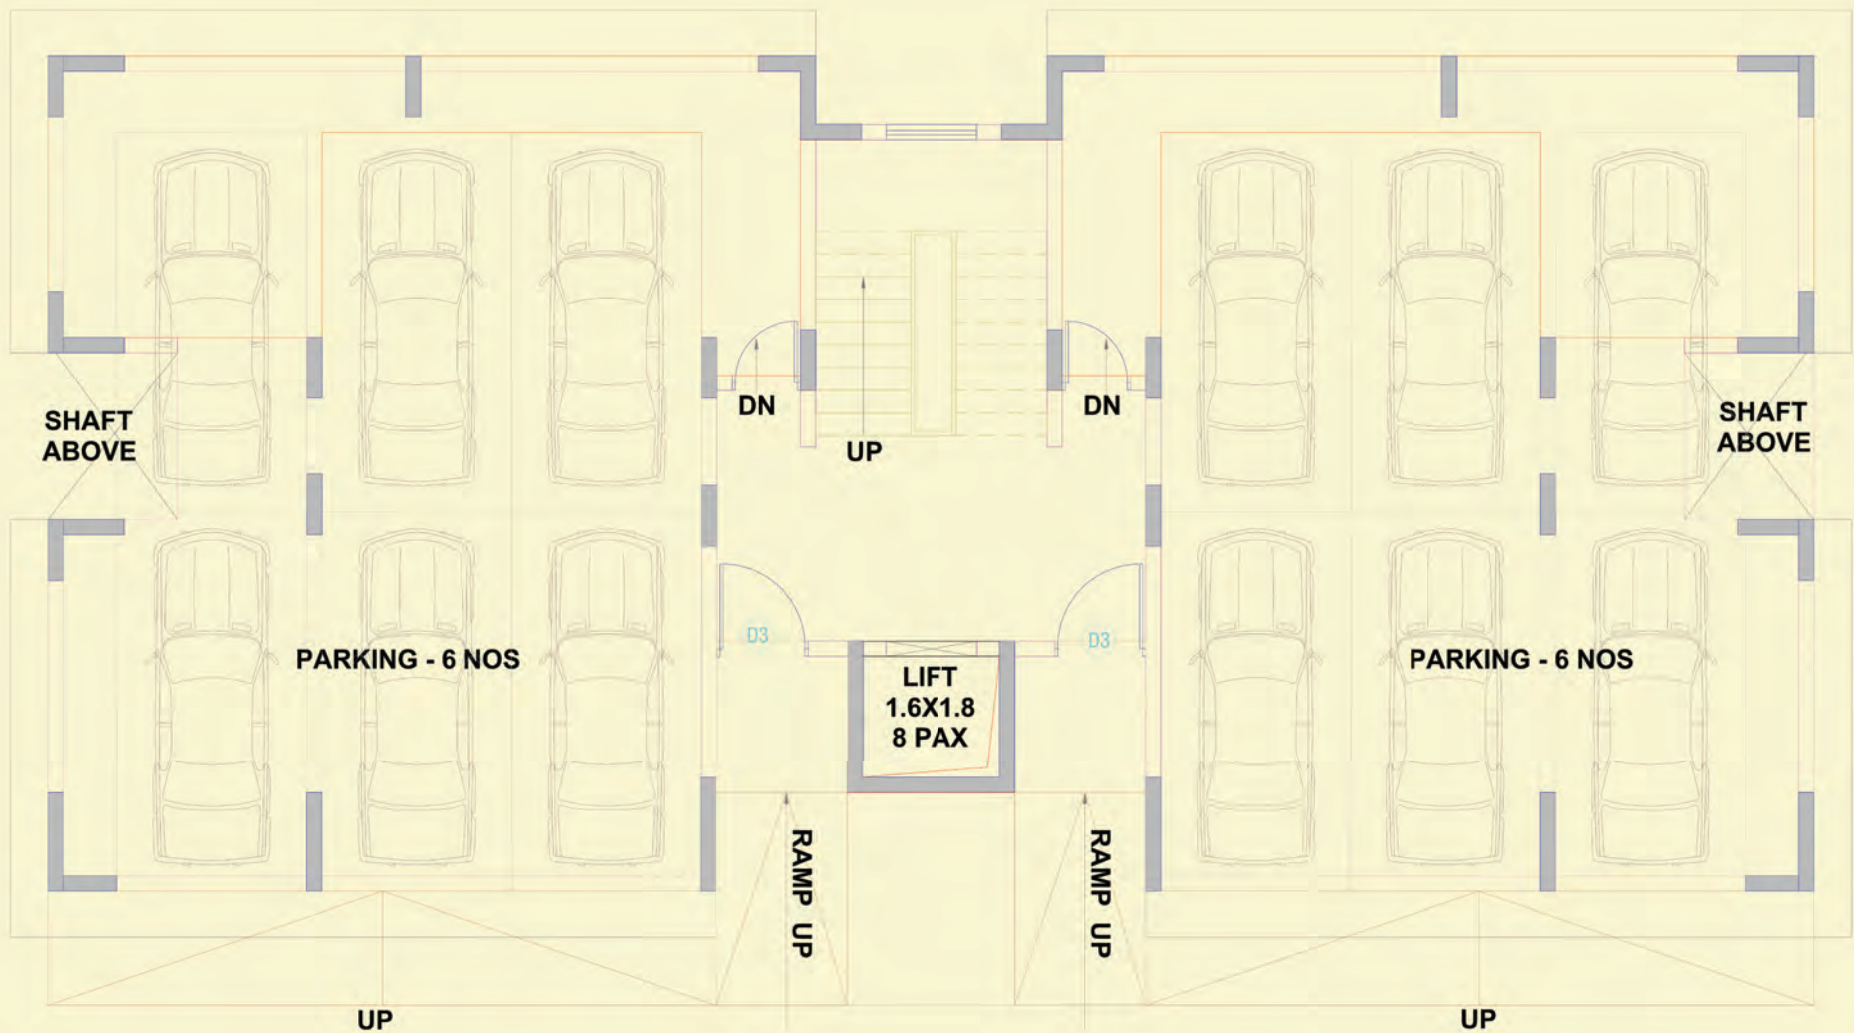 SHAFT
ABOVE
DN
UP
DN
SHAFT
ABOVE
D3
D3
PARKING - 6 NOS
LIFT
1.6X1.8
8 PAX
PARKING - 6 NOS
RAMP UP
RAMP UP
UP
UP